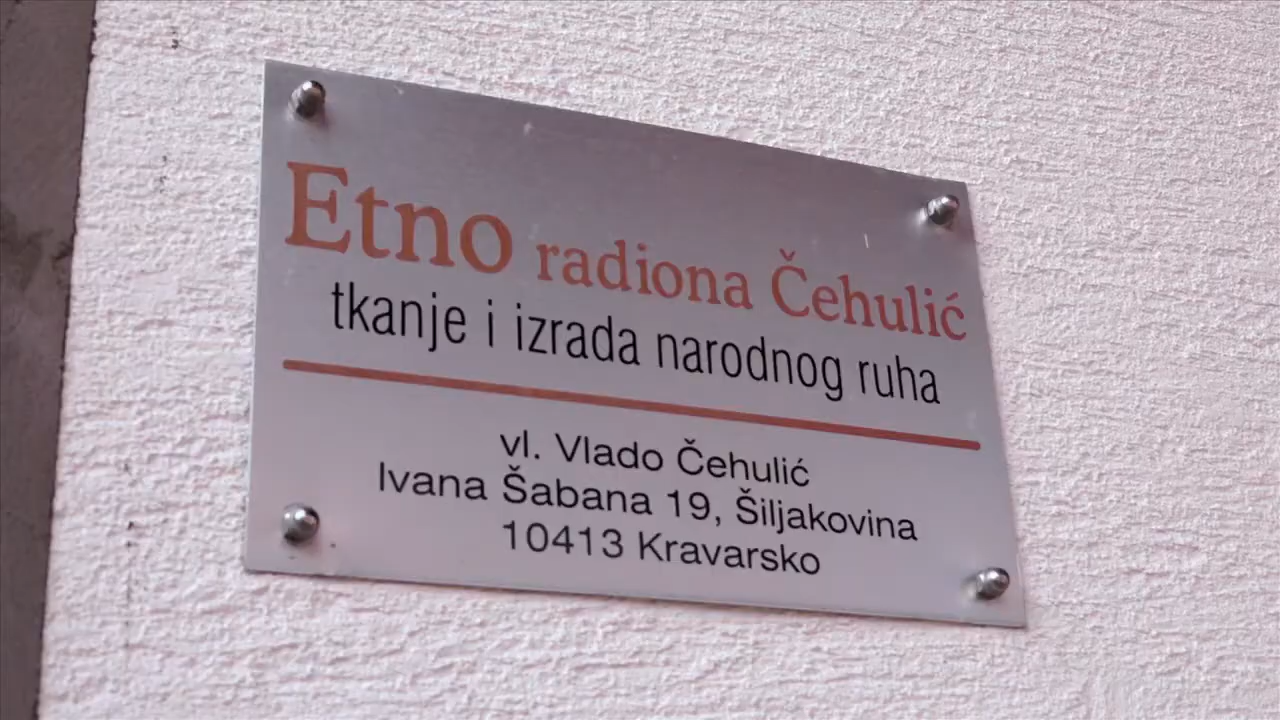 Etno radiona Čehulić
tkanje i izrada narodnog ruha
vl. Vlado Čehulić
Ivana Šabana 19, Šiljakovina
10413 Kravarsko